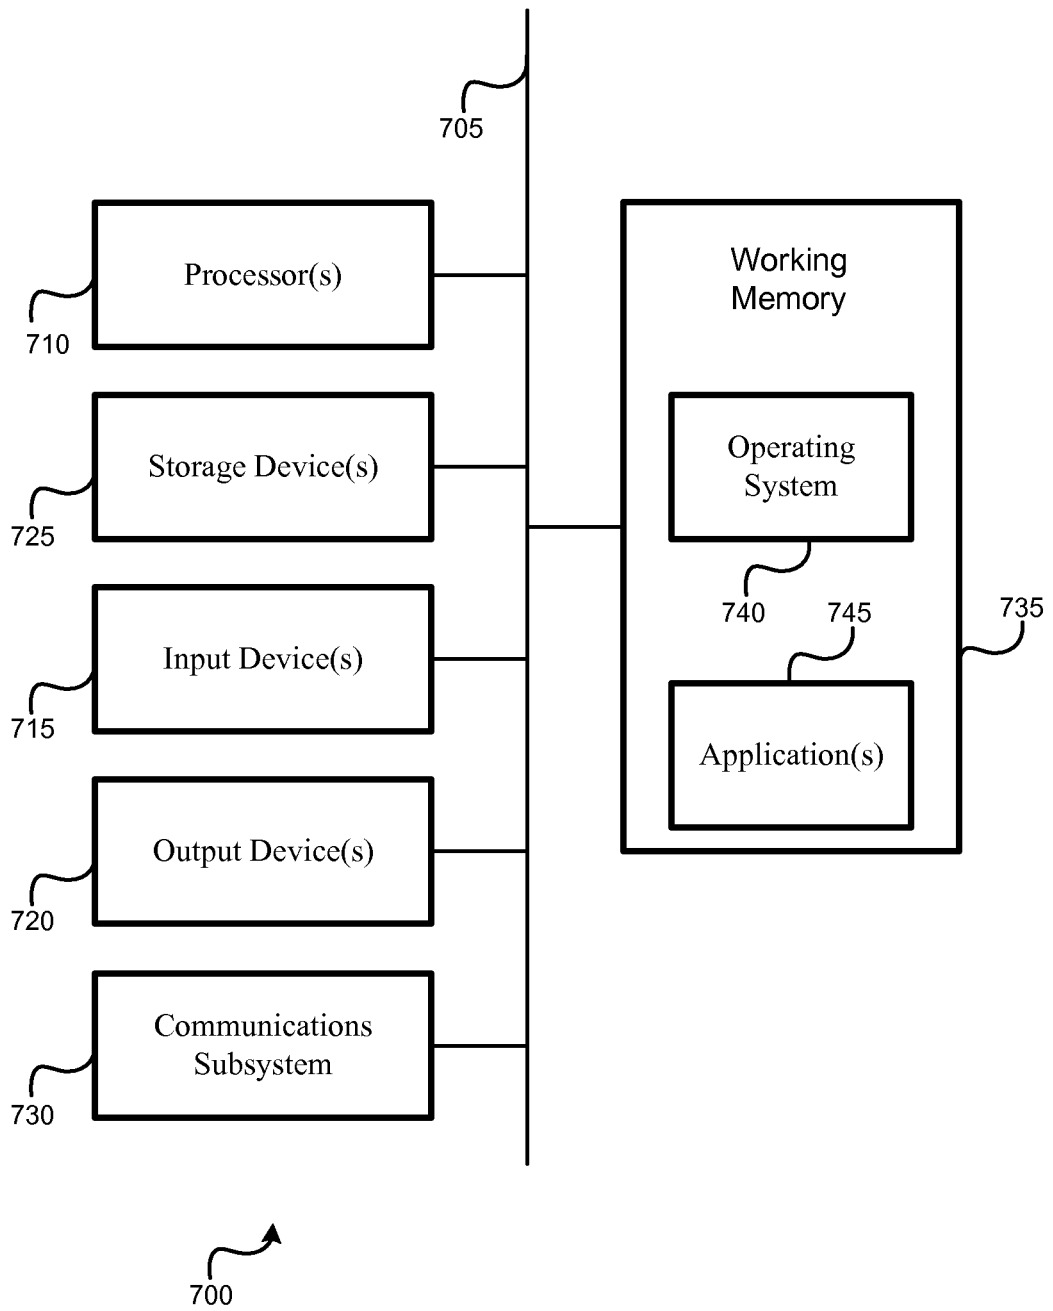 705
Processor(s)
710
Storage Device(s)
725
Input Device(s)
715
Output Device(s)
720
Communications
Subsystem
730
Working
Memory
Operating
System
740
745
735
Application(s)
700